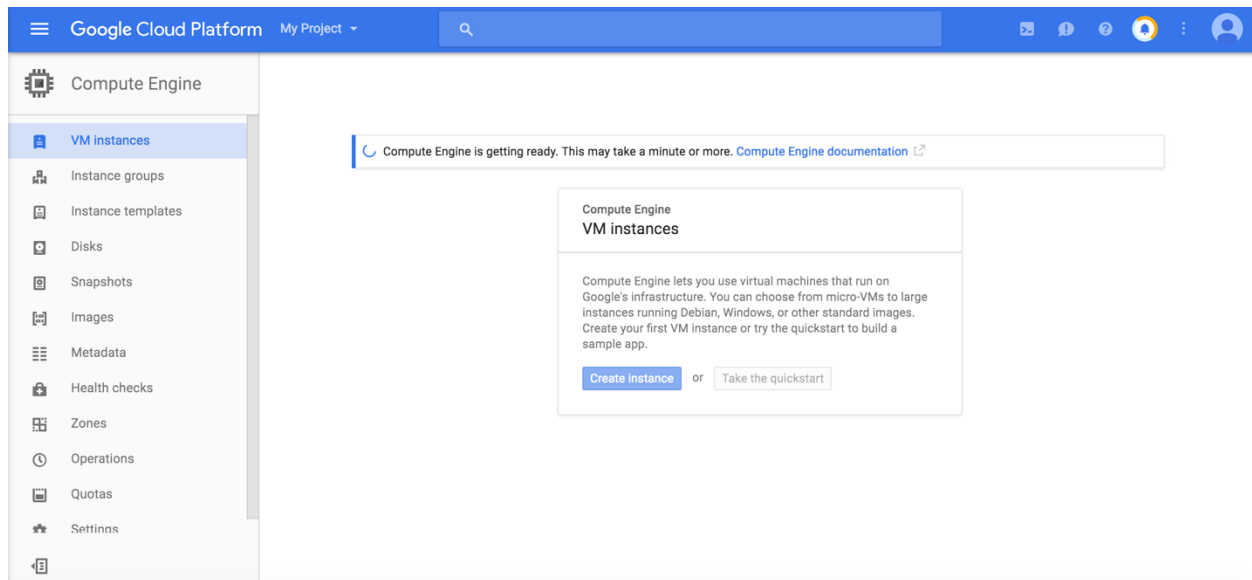 Google Cloud Platform My Project
Compute Engine
VM instances
Instance groups
Instance templates
Disks
Snapshots
Images
Metadata
Health checks
Zones
Operations
Quotas
Settings
Compute Engine is getting ready. This may take a minute or more. Compute Engine documentation
Compute Engine
VM instances
Compute Engine lets you use virtual machines that run on
Google's infrastructure. You can choose from micro-VMs to large
instances running Debian, Windows, or other standard images.
Create your first VM instance or try the quickstart to build a
sample app.
Create instance or Take the quickstart